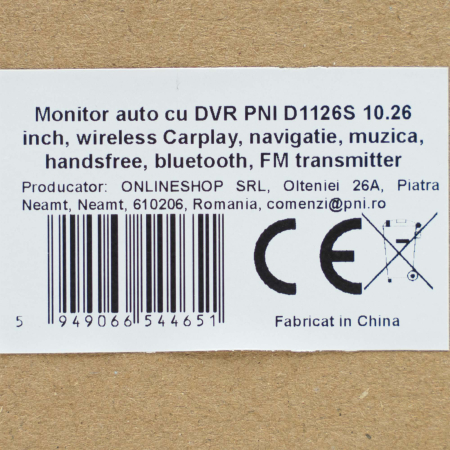 Monitor auto cu DVR PNI D1126S 10.26
inch, wireless Carplay, navigatie, muzica,
handsfree, bluetooth, FM transmitter
Producator: ONLINESHOP SRL, Olteniei 26A, Piatra
Neamt, Neamt, 610206, Romania, comenzi@pni.ro
CE
5 949066 544651
Fabricat in China